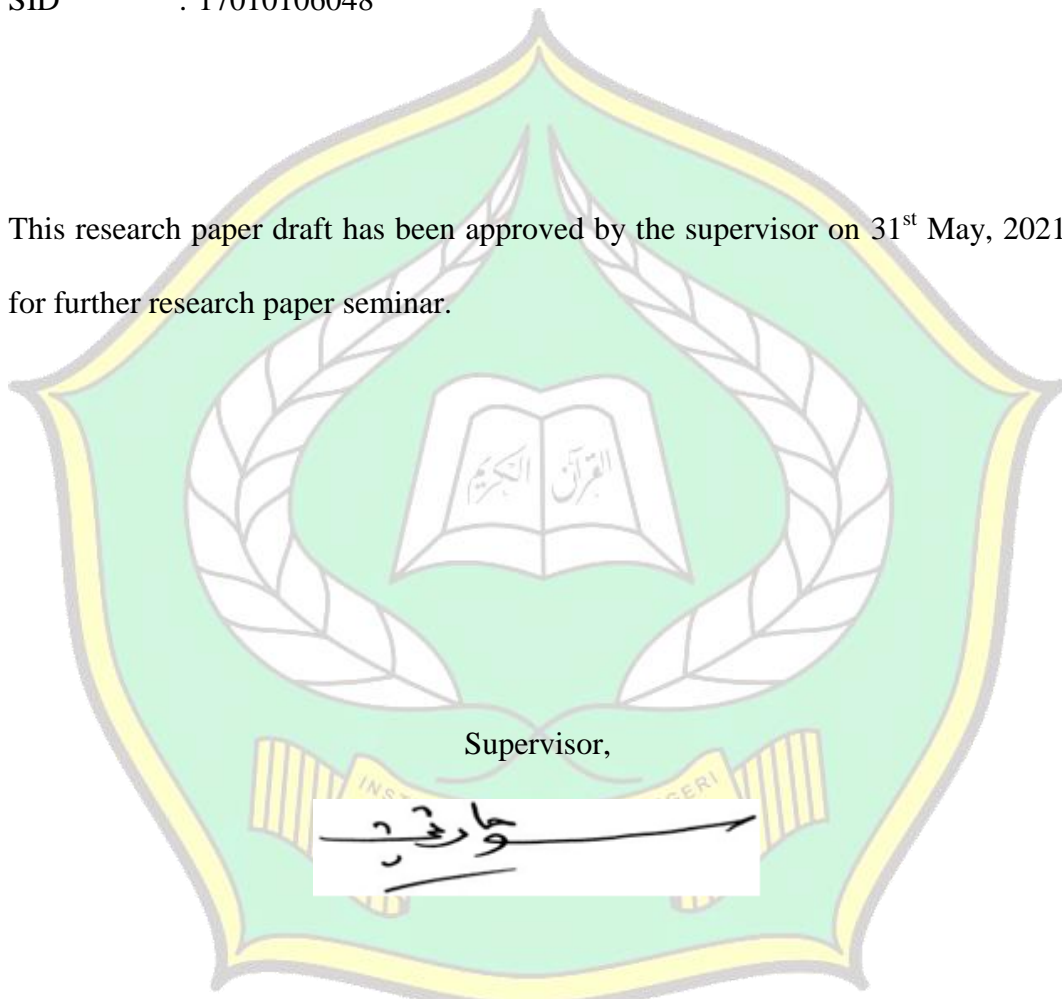 SID : 17010106048
This research paper draft has been approved by the supervisor on 31st May, 2021
for further research paper seminar.
القرآن الكريم
Supervisor,